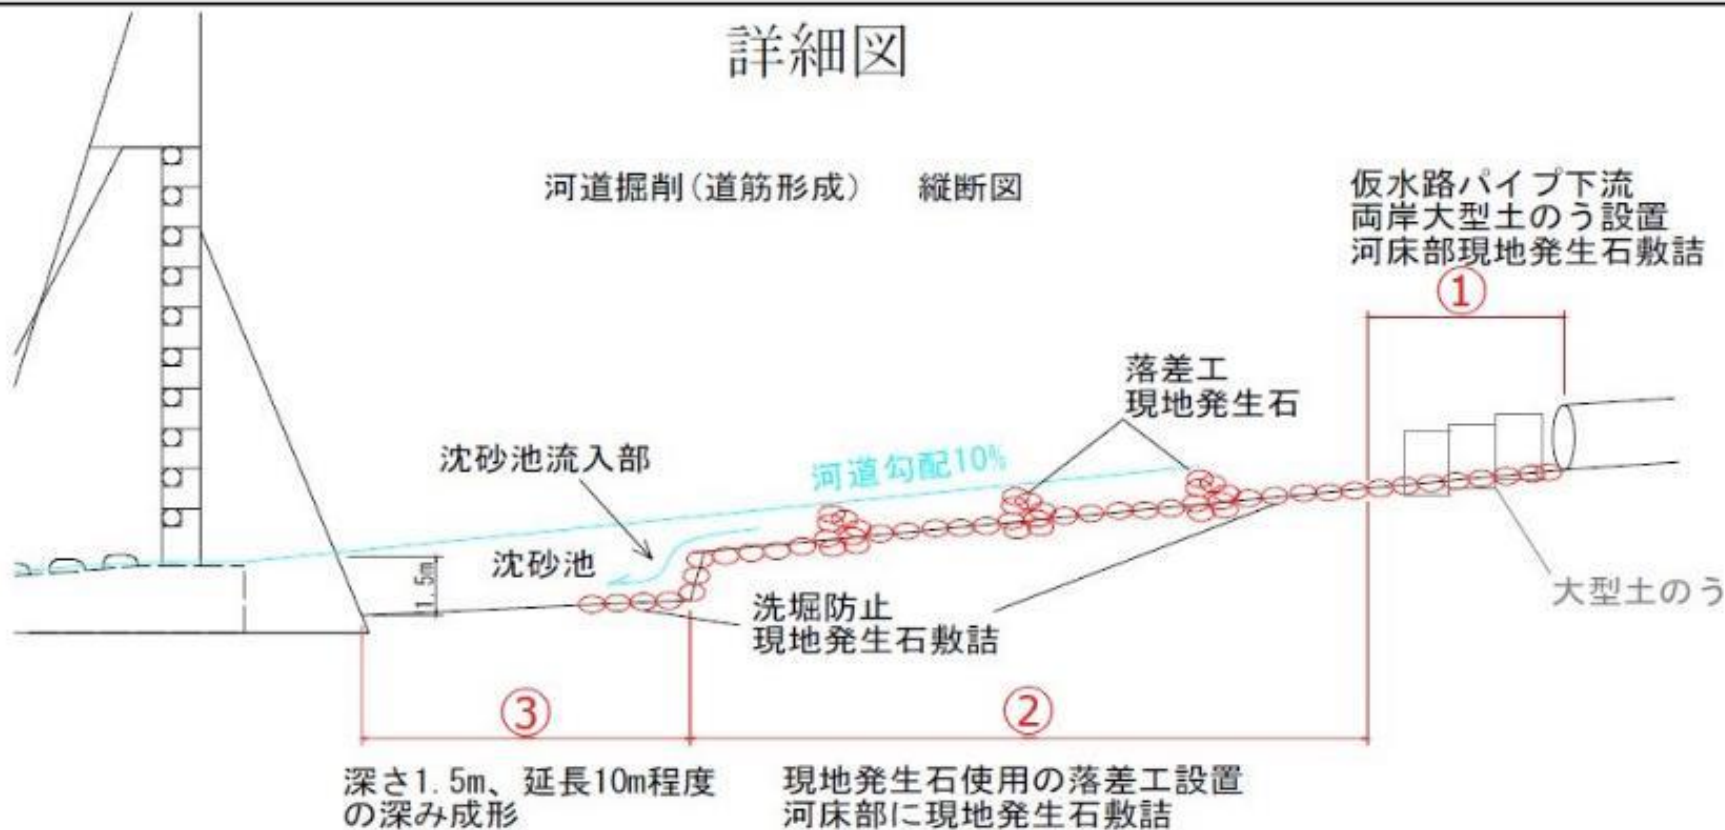 詳細図
河道掘削(道筋形成) 縦断図
仮水路パイプ下流
両岸大型土のう設置
河床部現地発生石敷詰
①
落差工
現地発生石
沈砂池流入部
河道勾配10%
沈砂池
1.5m
洗堀防止
現地発生石敷詰
大型土のう
③
②
深さ1.5m、延長10m程度
の深み成形
現地発生石使用の落差工設置
河床部に現地発生石敷詰